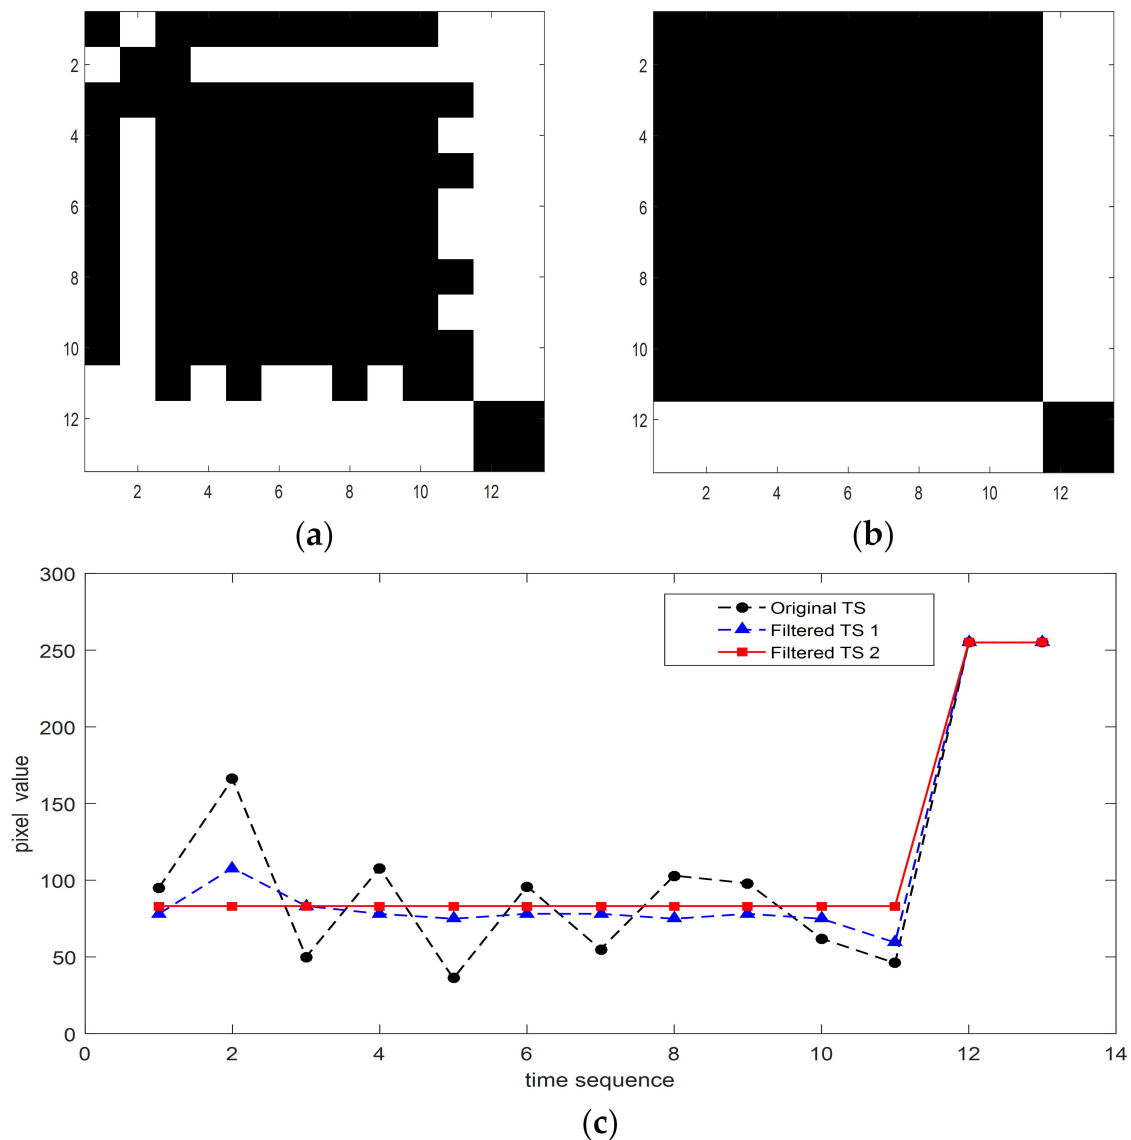 2
4
6
8
10
12
2 4 6 8 10 12
(a)
2
4
6
8
10
12
2 4 6 8 10 12
(b)
300
250
200
150
100
50
0
pixel value
Original TS
Filtered TS 1
Filtered TS 2
0 2 4 6 8 10 12 14
time sequence
(c)